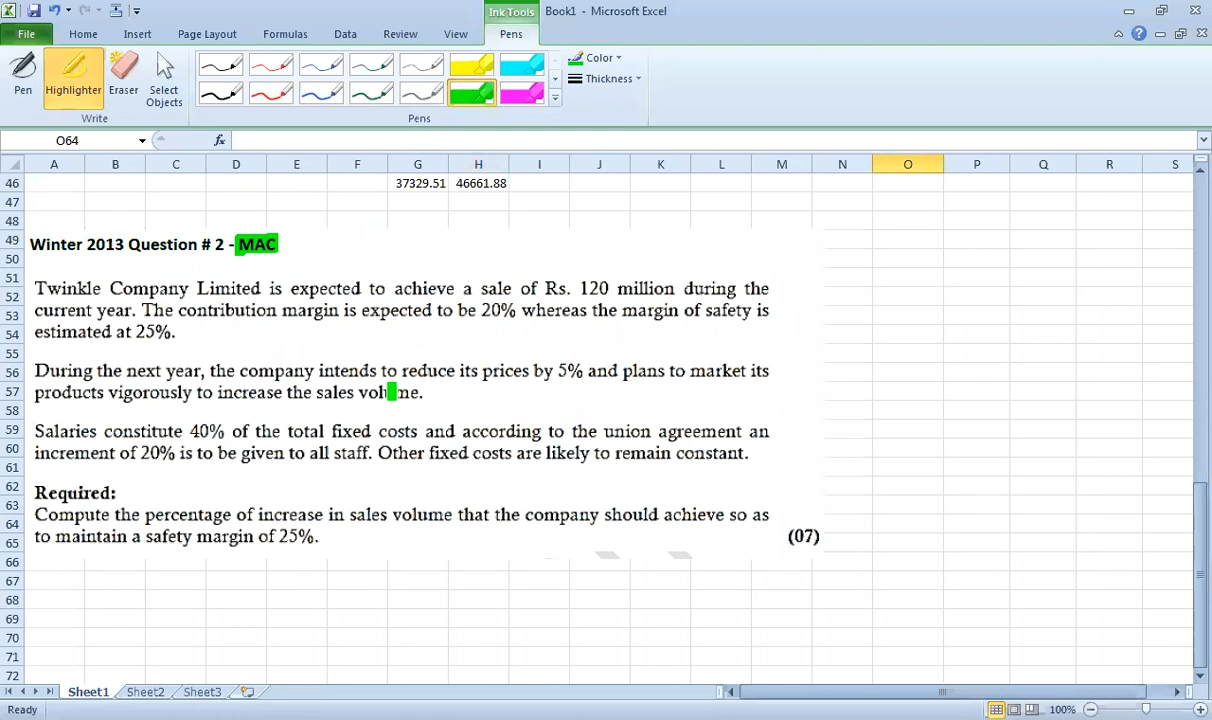 Ink Tools
Book1 - Microsoft Excel
File Home Insert Page Layout Formulas Data Review View Pens
Pen Highlighter Eraser Select Objects
Color
Thickness
Write
Pens
O64
fx
A B C D E F G H I J K L M N O P Q R S
46 37329.51 46661.88
47
48
49
50
51
52
53
54
55
56
57
58
59
60
61
62
63
64
65
66
67
68
69
70
71
72
Winter 2013 Question # 2 - MAC
Twinkle Company Limited is expected to achieve a sale of Rs. 120 million during the
current year. The contribution margin is expected to be 20% whereas the margin of safety is
estimated at 25%.
During the next year, the company intends to reduce its prices by 5% and plans to market its
products vigorously to increase the sales volume.
Salaries constitute 40% of the total fixed costs and according to the union agreement an
increment of 20% is to be given to all staff. Other fixed costs are likely to remain constant.
Required:
Compute the percentage of increase in sales volume that the company should achieve so as
to maintain a safety margin of 25%.
(07)
Sheet1 Sheet2 Sheet3
Ready
100%